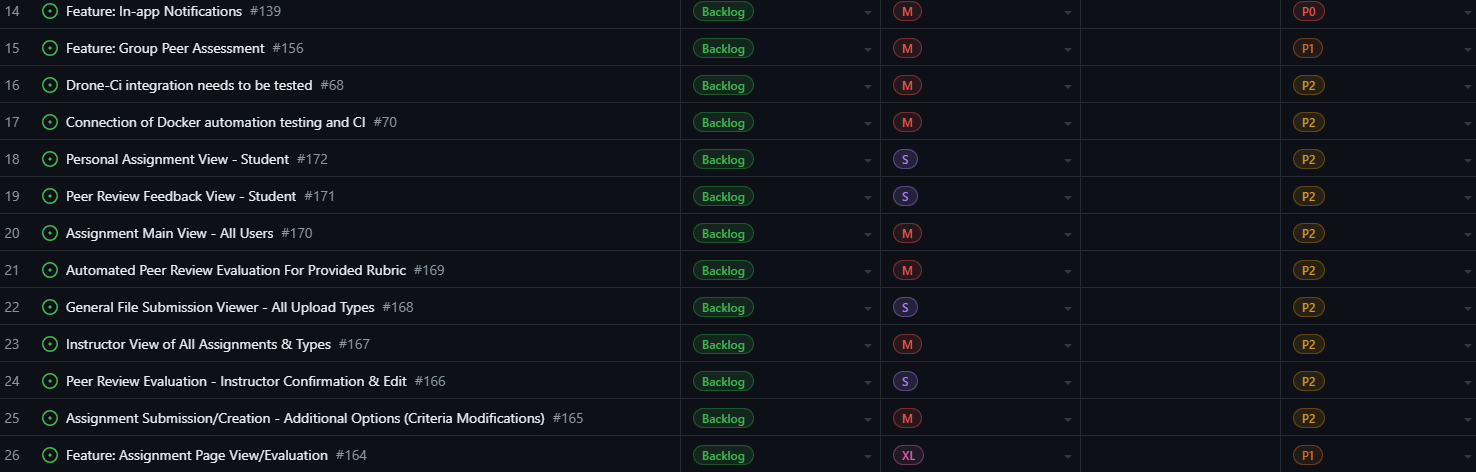 14 Feature: In-app Notifications #139 Backlog M P0
15 Feature: Group Peer Assessment #156 Backlog M P1
16 Drone-Ci integration needs to be tested #68 Backlog M P2
17 Connection of Docker automation testing and CI #70 Backlog M P2
18 Personal Assignment View - Student #172 Backlog S P2
19 Peer Review Feedback View - Student #171 Backlog S P2
20 Assignment Main View - All Users #170 Backlog M P2
21 Automated Peer Review Evaluation For Provided Rubric #169 Backlog M P2
22 General File Submission Viewer - All Upload Types #168 Backlog S P2
23 Instructor View of All Assignments & Types #167 Backlog M P2
24 Peer Review Evaluation - Instructor Confirmation & Edit #166 Backlog S P2
25 Assignment Submission/Creation - Additional Options (Criteria Modifications) #165 Backlog M P2
26 Feature: Assignment Page View/Evaluation #164 Backlog XL P1